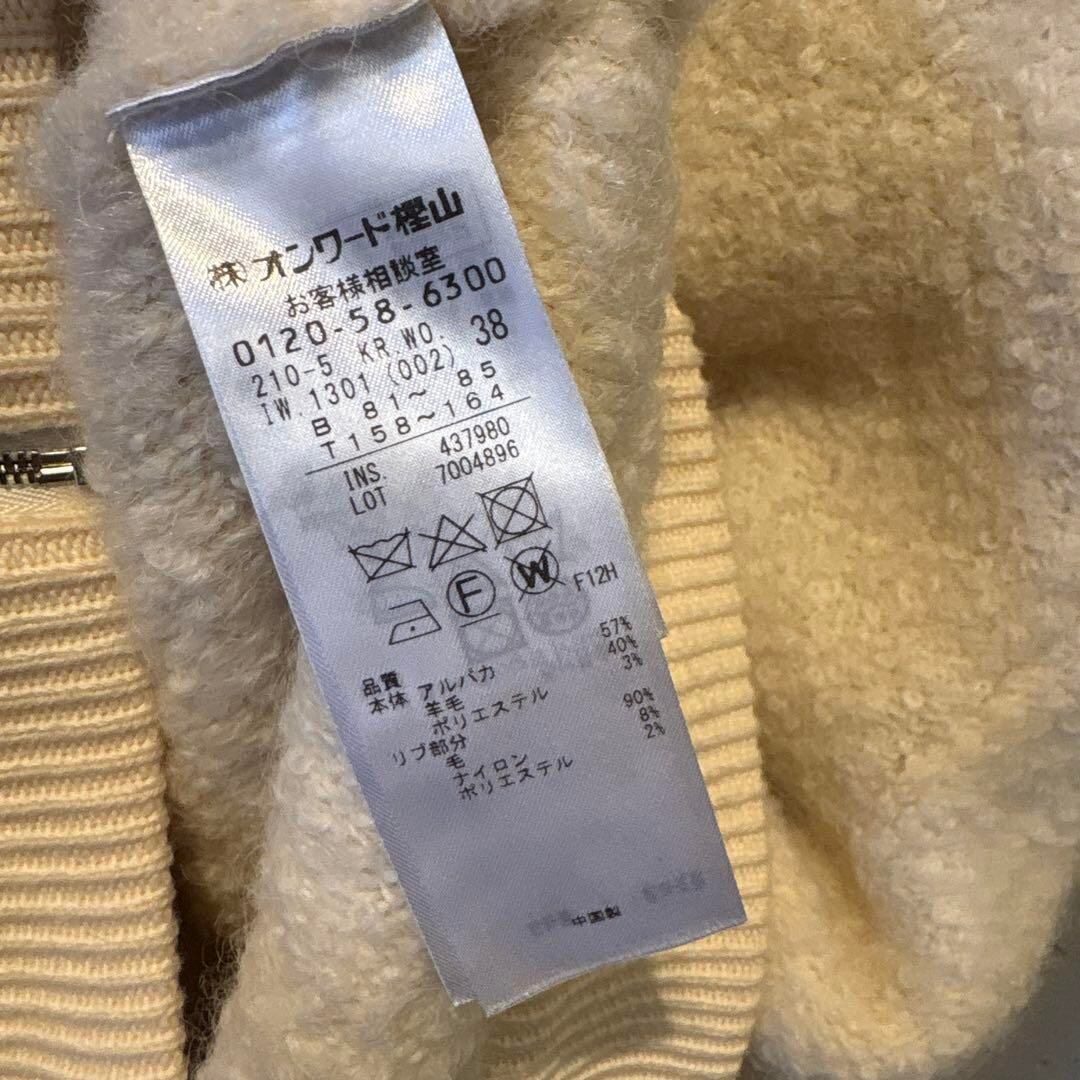 ㈱オンワード樫山
お客様相談室
0120-58-6300
210-5 KR WO. 38
IW.1301 (002)
B 81~85
T158~164
INS. 437980
LOT 7004896
F W F12H
品質
本体 アルパカ 57%
羊毛 40%
ポリエステル 3%
リブ部分
毛 90%
ナイロン 8%
ポリエステル 2%
中国製